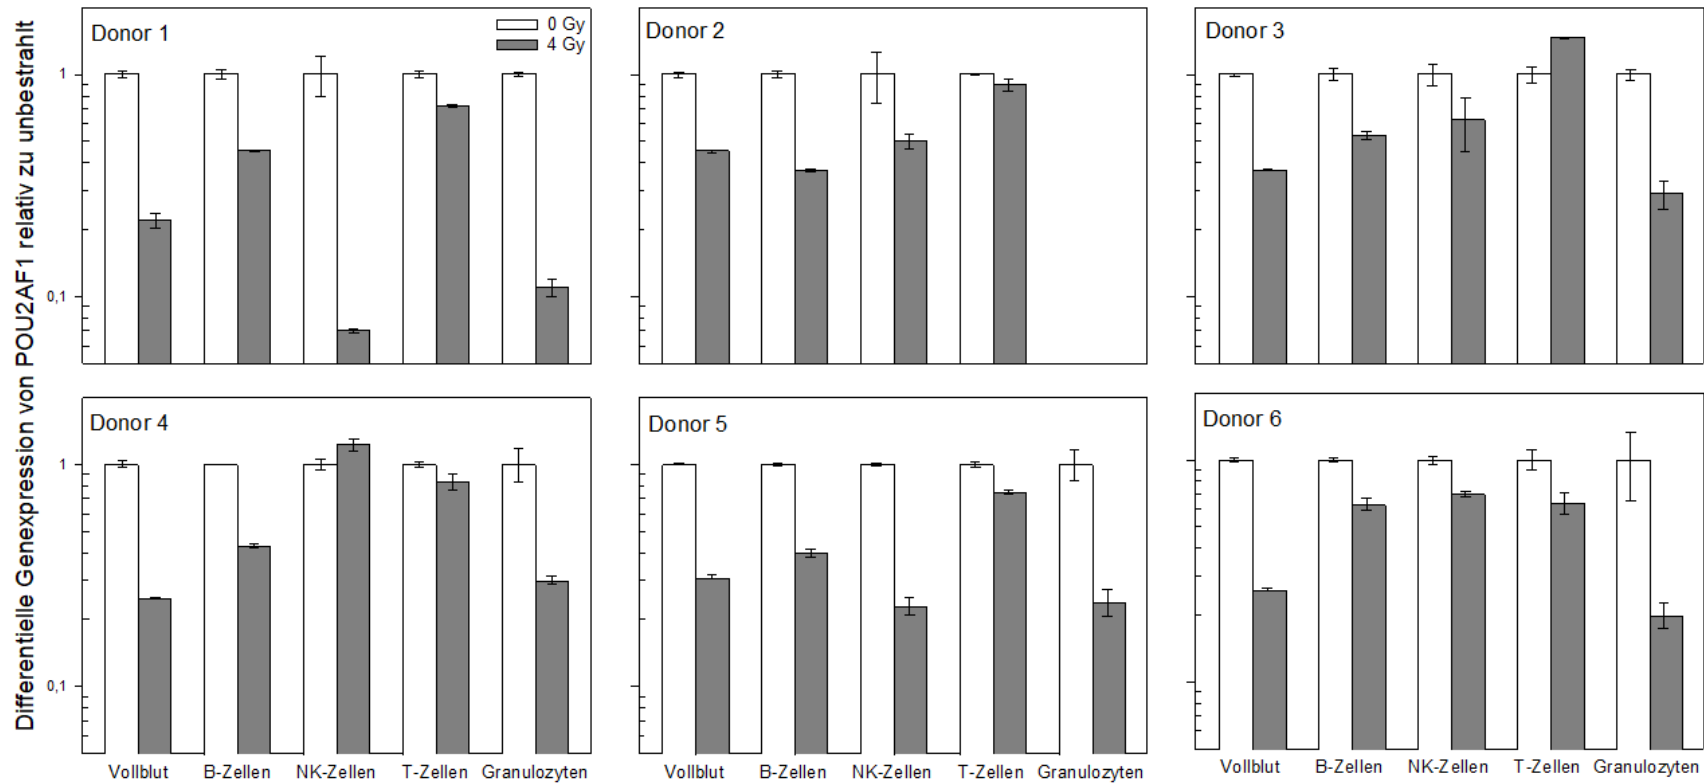 Differentielle Genexpression von POU2AF1 relativ zu unbestrahlt
Donor 1
0 Gy
4 Gy
1
0,1
Donor 2
Donor 3
Donor 4
1
0,1
Donor 5
Donor 6
Vollblut B-Zellen NK-Zellen T-Zellen Granulozyten
Vollblut B-Zellen NK-Zellen T-Zellen Granulozyten
Vollblut B-Zellen NK-Zellen T-Zellen Granulozyten